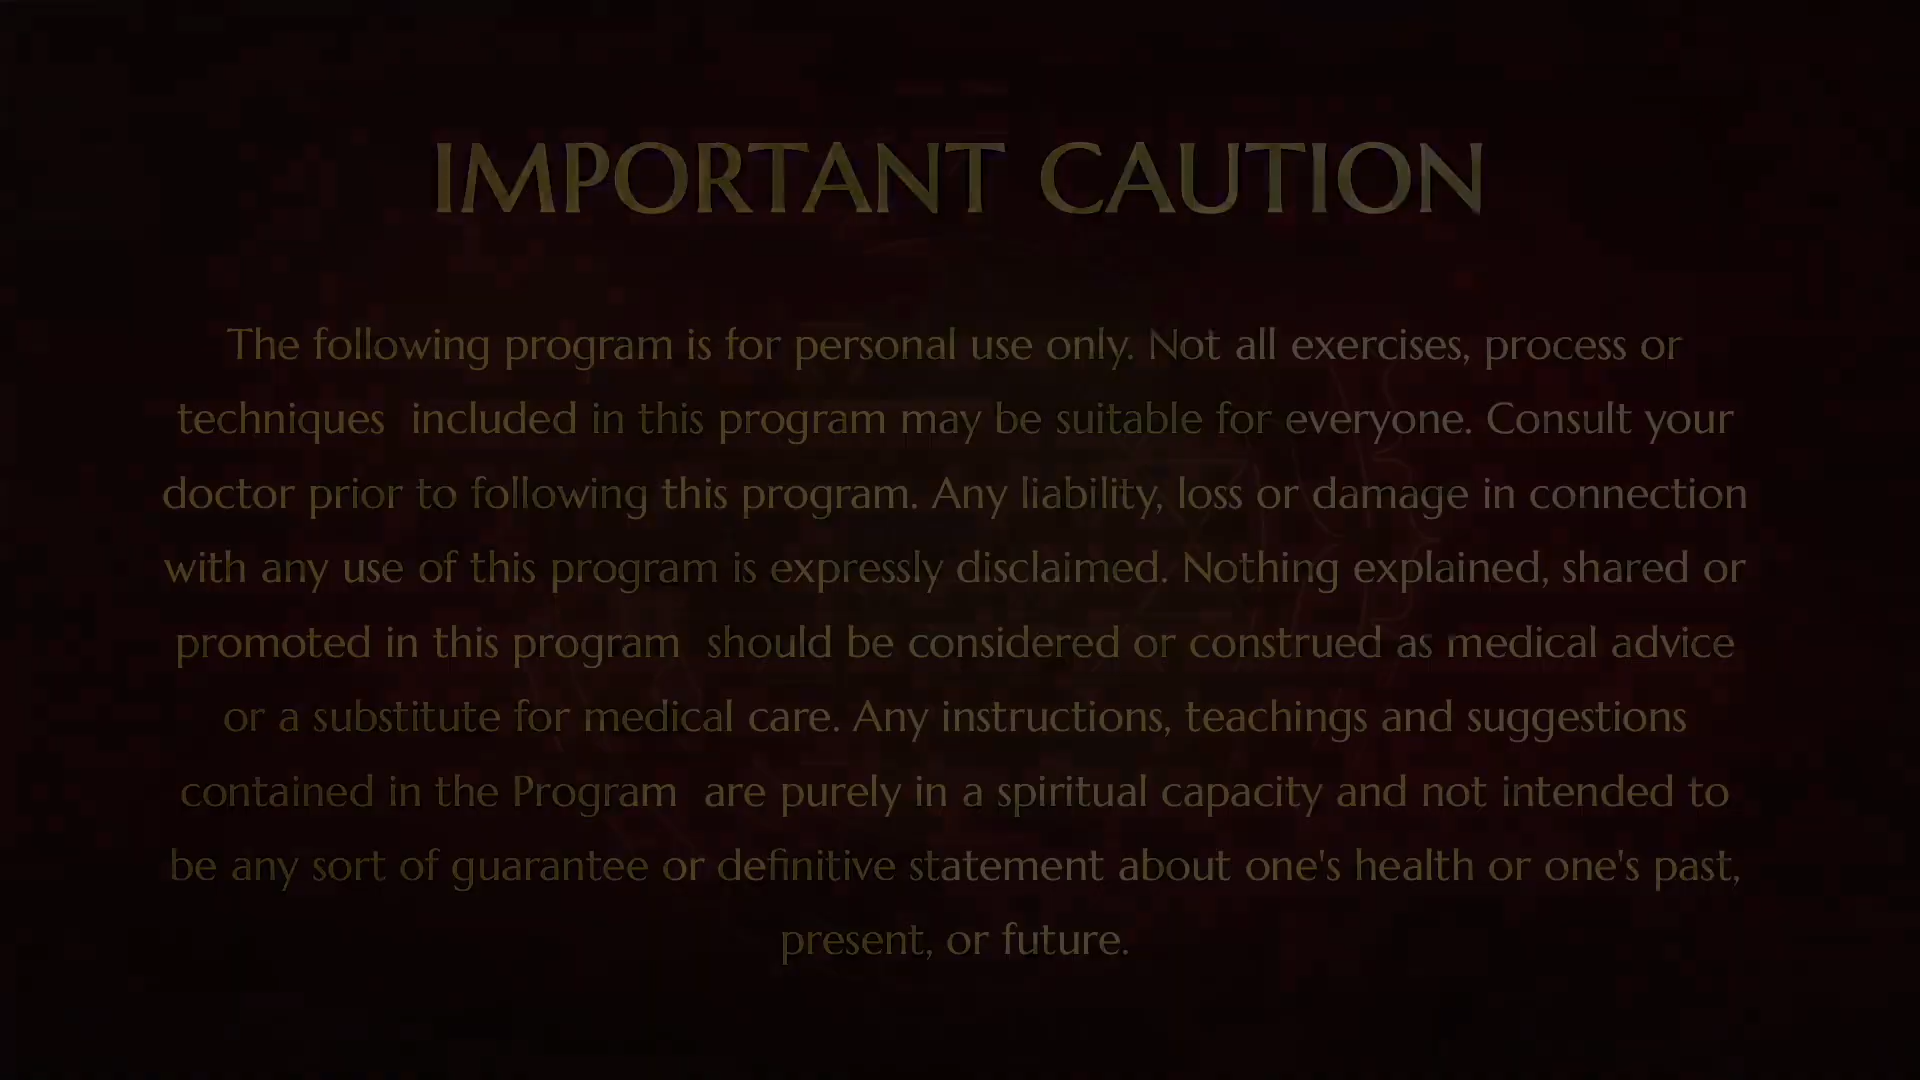 IMPORTANT CAUTION
The following program is for personal use only. Not all exercises, process or
techniques included in this program may be suitable for everyone. Consult your
doctor prior to following this program. Any liability, loss or damage in connection
with any use of this program is expressly disclaimed. Nothing explained, shared or
promoted in this program should be considered or construed as medical advice
or a substitute for medical care. Any instructions, teachings and suggestions
contained in the Program are purely in a spiritual capacity and not intended to
be any sort of guarantee or definitive statement about one's health or one's past,
present, or future.